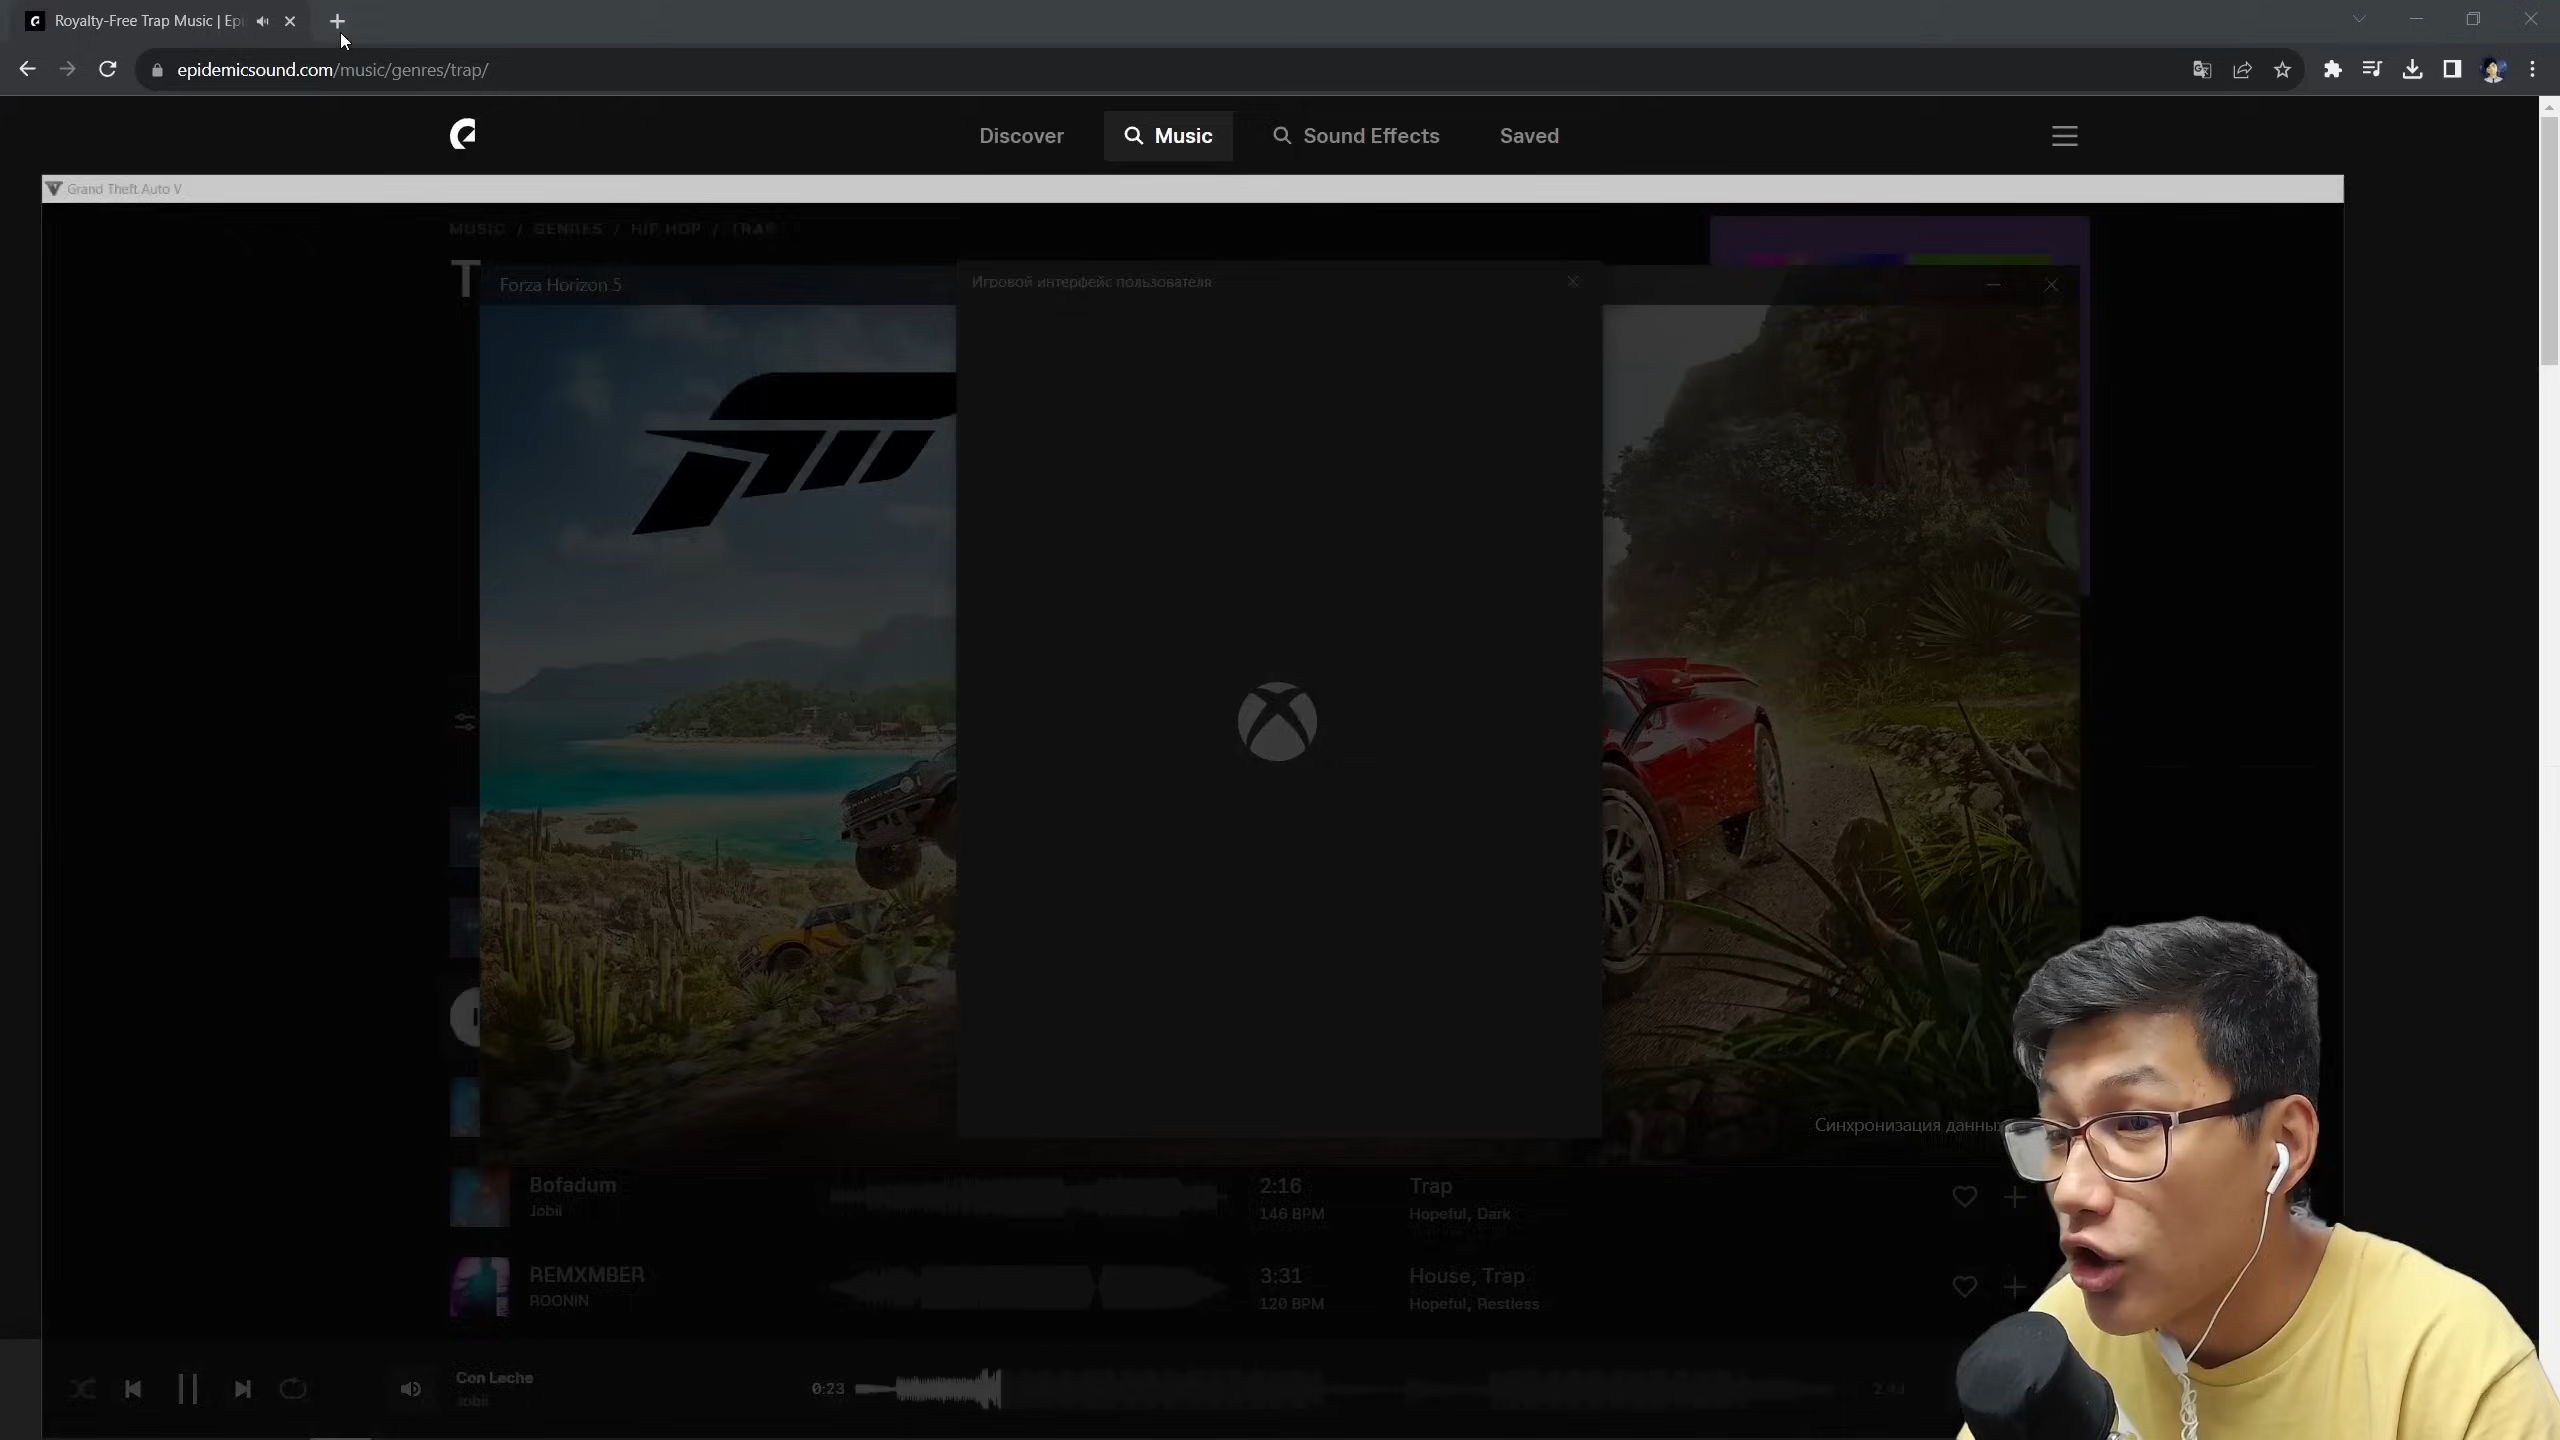 Royalty-Free Trap Music | Epi
epidemicsound.com/music/genres/trap/
Discover
Music
Sound Effects
Saved
Grand Theft Auto V
MUSIC / GENRES / HIP HOP / TRAP
T
Forza Horizon 5
Игровой интерфейс пользователя
Синхронизация данных
Bofadum
Jobii
2:16
146 BPM
Trap
Hopeful, Dark
REMXMBER
ROONIN
3:31
120 BPM
House, Trap
Hopeful, Restless
Con Leche
Jobii
0:23